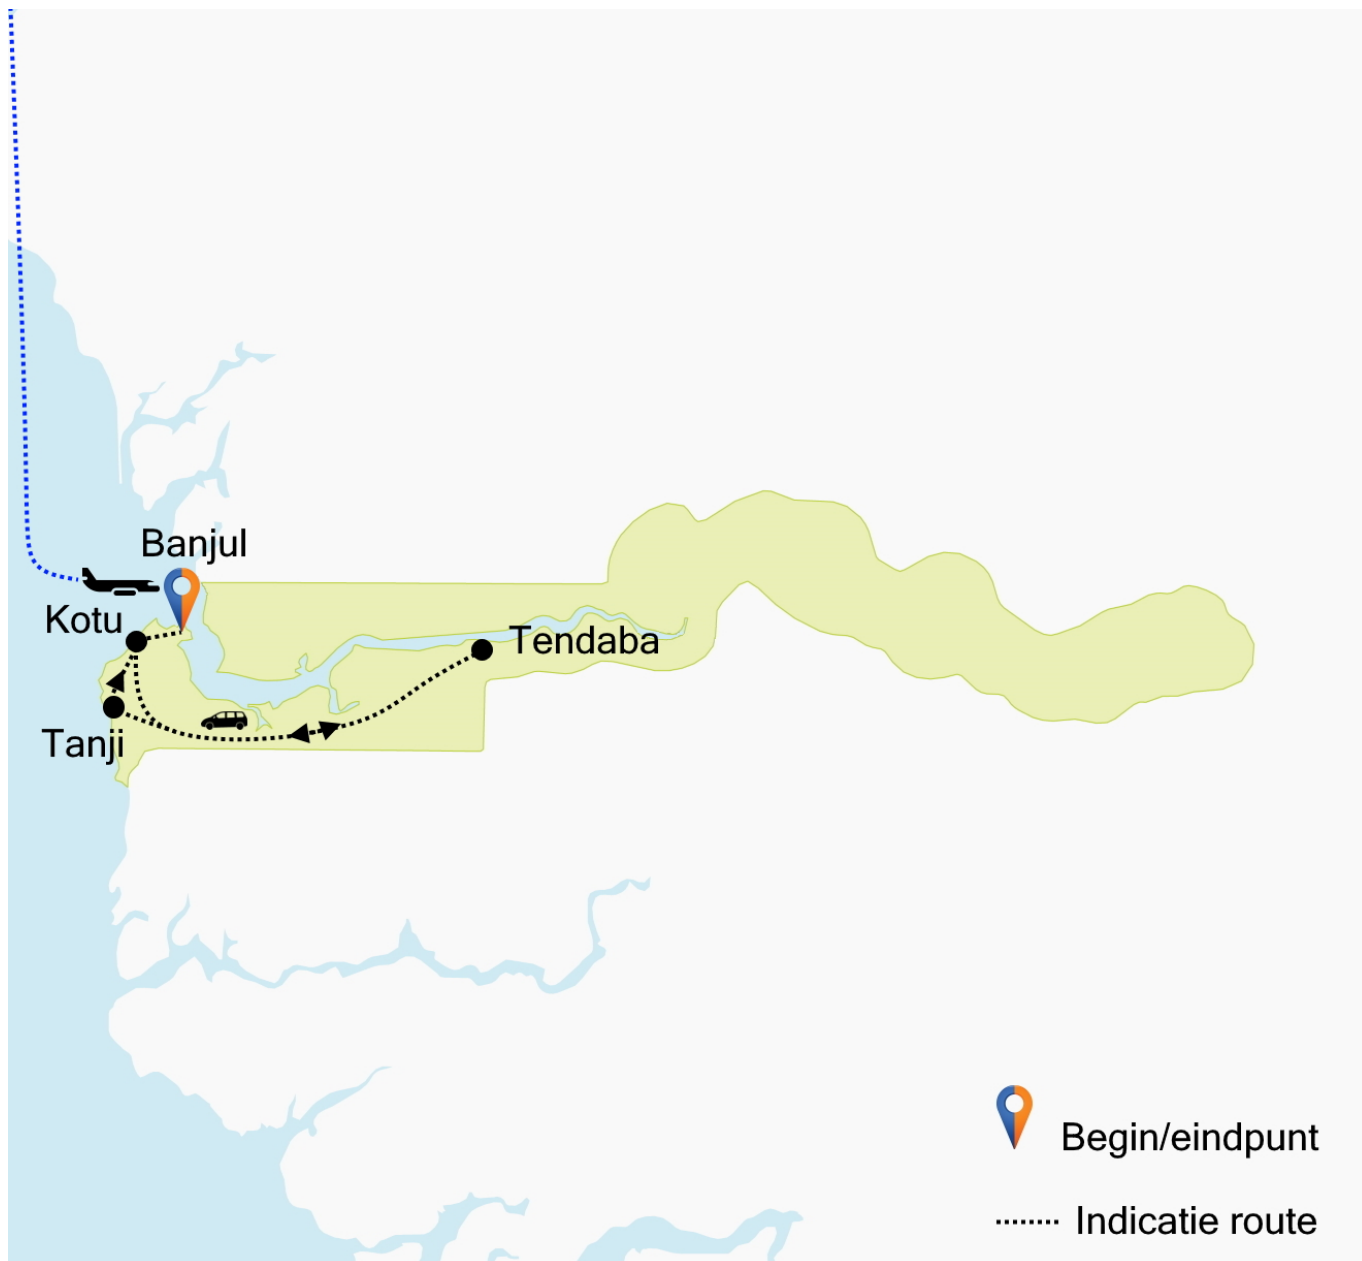 Banjul
Kotu
Tendaba
Tanji
Begin/eindpunt
Indicatie route